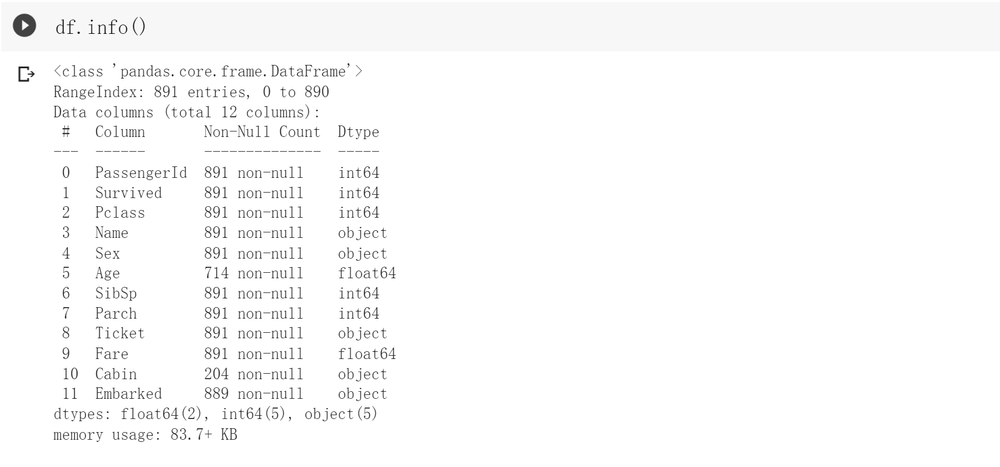 df.info()
<class 'pandas.core.frame.DataFrame'>
RangeIndex: 891 entries, 0 to 890
Data columns (total 12 columns):
 #   Column       Non-Null Count  Dtype
---  ------       --------------  -----
 0   PassengerId  891 non-null    int64
 1   Survived     891 non-null    int64
 2   Pclass       891 non-null    int64
 3   Name         891 non-null    object
 4   Sex          891 non-null    object
 5   Age          714 non-null    float64
 6   SibSp        891 non-null    int64
 7   Parch        891 non-null    int64
 8   Ticket       891 non-null    object
 9   Fare         891 non-null    float64
 10  Cabin        204 non-null    object
 11  Embarked     889 non-null    object
dtypes: float64(2), int64(5), object(5)
memory usage: 83.7+ KB